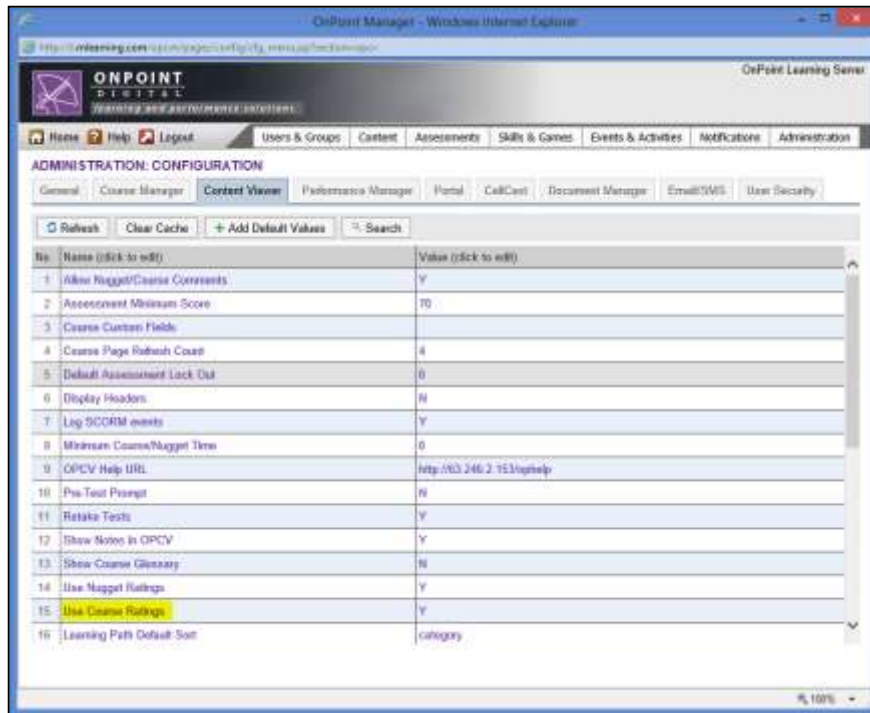 OnPoint Manager - Windows Internet Explorer
OnPoint Learning Server
ONPOINT
DIGITAL
learning and performance solutions
Home Help Logout Users & Groups Content Assessments Skills & Games Events & Activities Notifications Administration
ADMINISTRATION: CONFIGURATION
General Course Manager Content Viewer Performance Manager Portal CellCast Document Manager Email/SMS User Security
Refresh Clear Cache + Add Default Values Search
No. Name (click to edit) Value (click to edit)
1 Allow Nugget/Course Comments Y
2 Assessment Minimum Score 70
3 Course Custom Fields
4 Course Page Refresh Count 4
5 Default Assessment Lock Out 0
6 Display Headers N
7 Log SCORM events Y
8 Minimum Course/Nugget Time 0
9 OPCV Help URL http://63.246.2.153/ophelp
10 Pre-Test Prompt N
11 Retake Tests Y
12 Show Notes in OPCV Y
13 Show Course Glossary N
14 Use Nugget Ratings Y
15 Use Course Ratings Y
16 Learning Path Default Sort category
100%